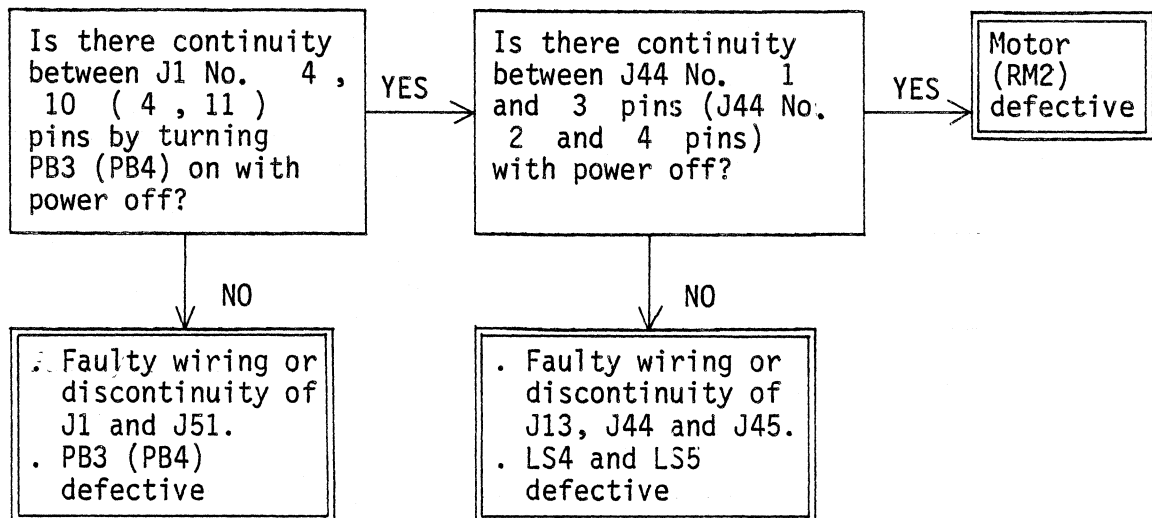 Is there continuity
between J1 No. 4 ,
10 ( 4 , 11 )
pins by turning
PB3 (PB4) on with
power off?
YES
Is there continuity
between J44 No. 1
and 3 pins (J44 No.
2 and 4 pins)
with power off?
YES
Motor
(RM2)
defective
NO
. Faulty wiring or
discontinuity of
J1 and J51.
. PB3 (PB4)
defective
NO
. Faulty wiring or
discontinuity of
J13, J44 and J45.
. LS4 and LS5
defective